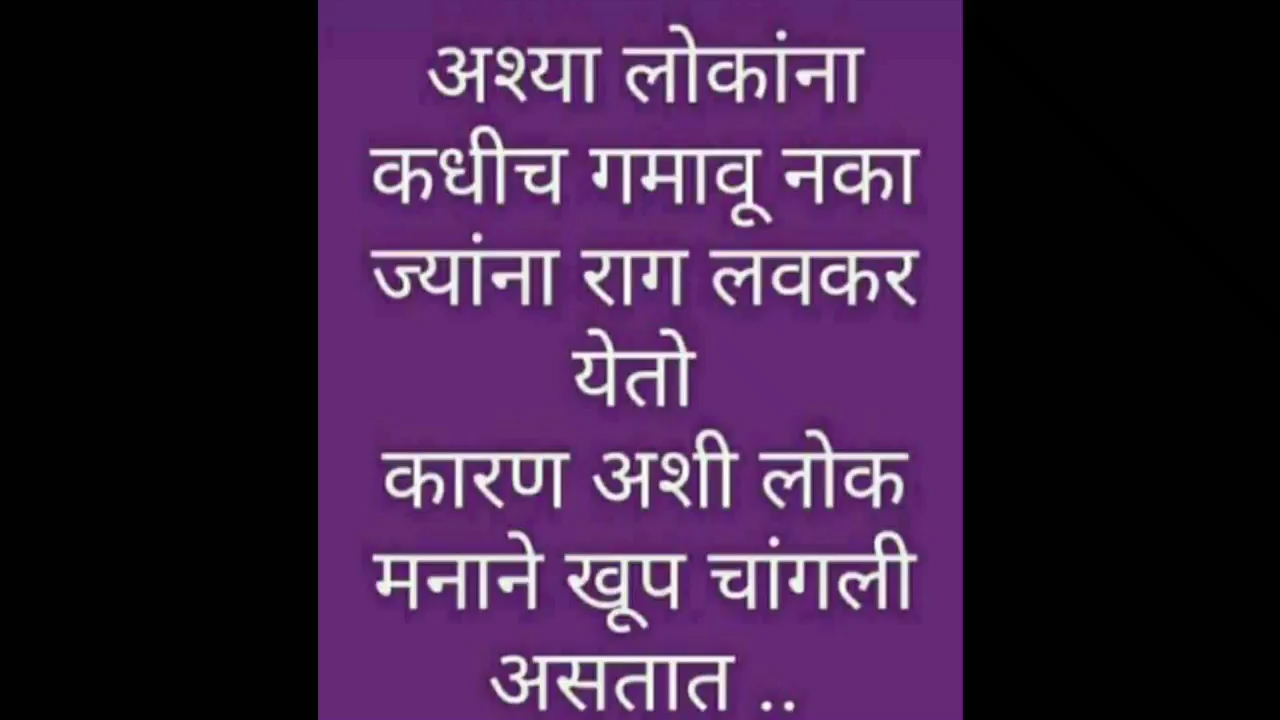 अश्या लोकांना
कधीच गमावू नका
ज्यांना राग लवकर
येतो
कारण अशी लोक
मनाने खूप चांगली
असतात ..